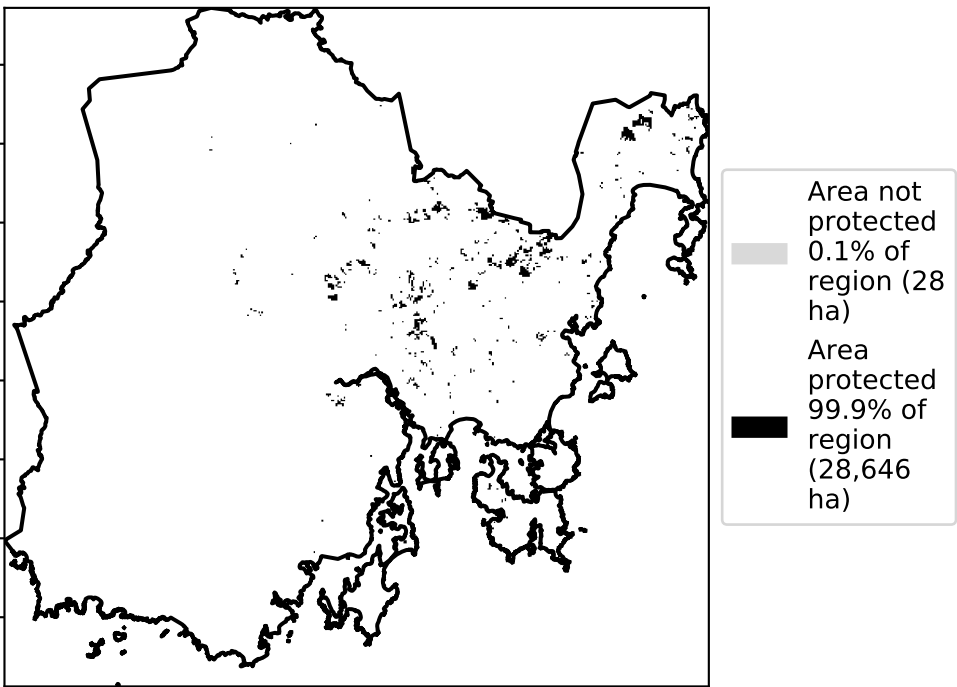 Area not
protected
0.1% of
region (28
ha)
Area
protected
99.9% of
region
(28,646
ha)